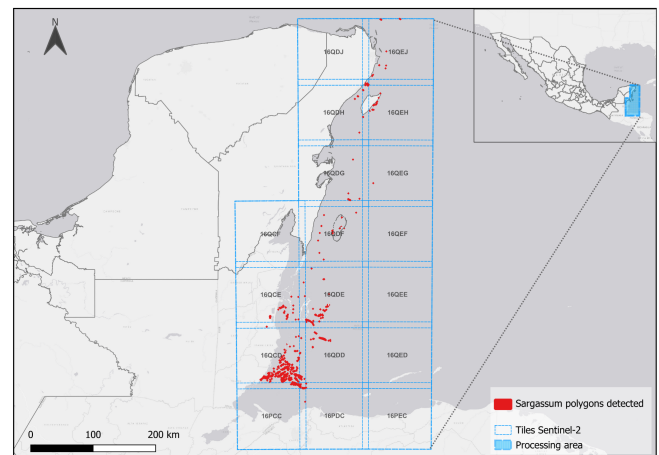 N
16QDJ
16QEJ
16QDH
16QEH
16QDG
16QEG
16QCF
16QDF
16QEF
16QCE
16QDE
16QEE
16QCD
16QDD
16QED
16PCC
16PDC
16PEC
0 100 200 km
Sargassum polygons detected
Tiles Sentinel-2
Processing area